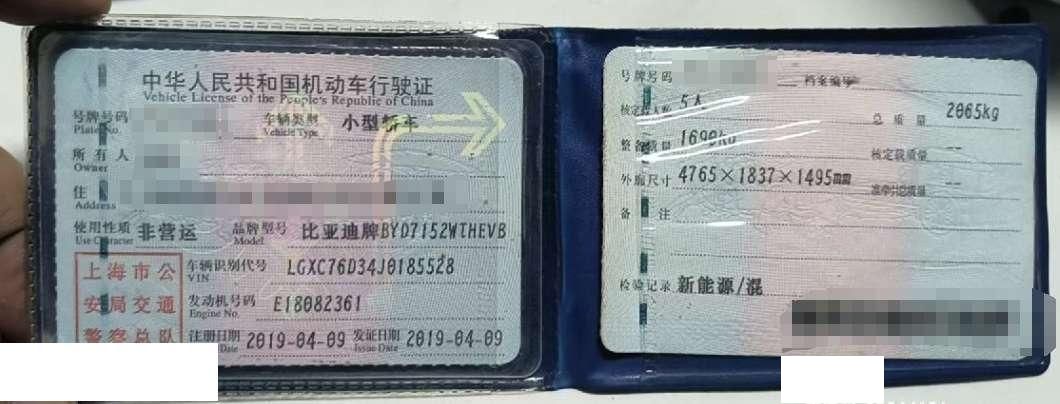 中华人民共和国机动车行驶证
Vehicle License of the People's Republic of China
号牌号码
Plate No.
车辆类型 小型轿车
Vehicle Type
所有人
Owner
住
Address
使用性质 非营运 品牌型号 比亚迪牌BYD7152WTHEVB
Use Character Model
上海市公
安局交通
警察总队
车辆识别代号 LGXC76D34J0185528
VIN
发动机号码 E18082361
Engine No.
注册日期 2019-04-09 发证日期 2019-04-09
Date Issue Date
号牌号码 档案编号
核定载人数 5人 总质量 2065kg
整备质量 1690kg 核定载质量 --
外廓尺寸 4765×1837×1495mm 准牵引总质量 --
备注
检验记录 新能源/混